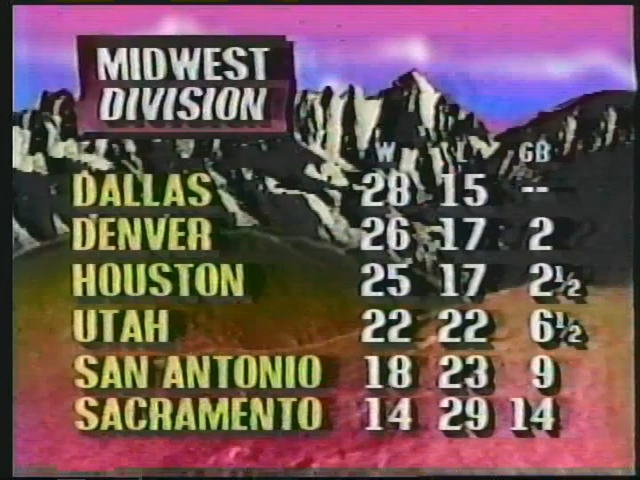 MIDWEST
DIVISION
W L GB
DALLAS 28 15 --
DENVER 26 17 2
HOUSTON 25 17 2½
UTAH 22 22 6½
SAN ANTONIO 18 23 9
SACRAMENTO 14 29 14